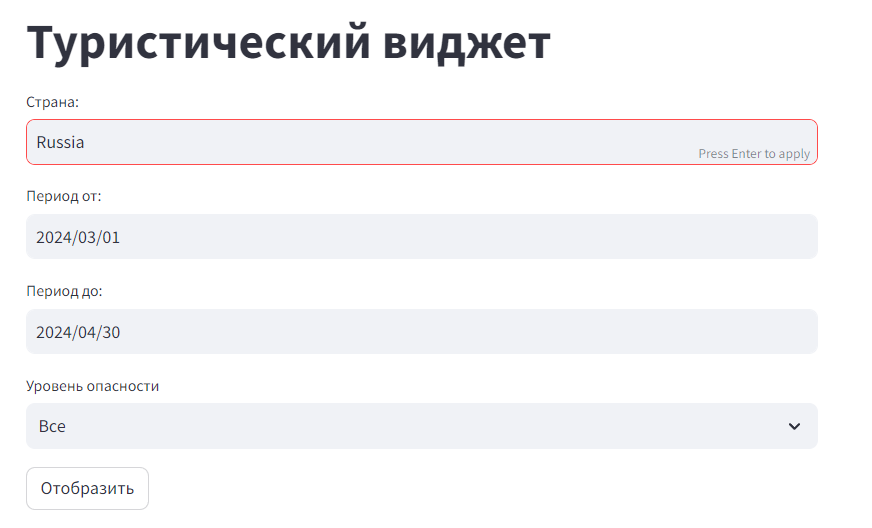 Туристический виджет
Страна:
Russia
Press Enter to apply
Период от:
2024/03/01
Период до:
2024/04/30
Уровень опасности
Все
Отобразить